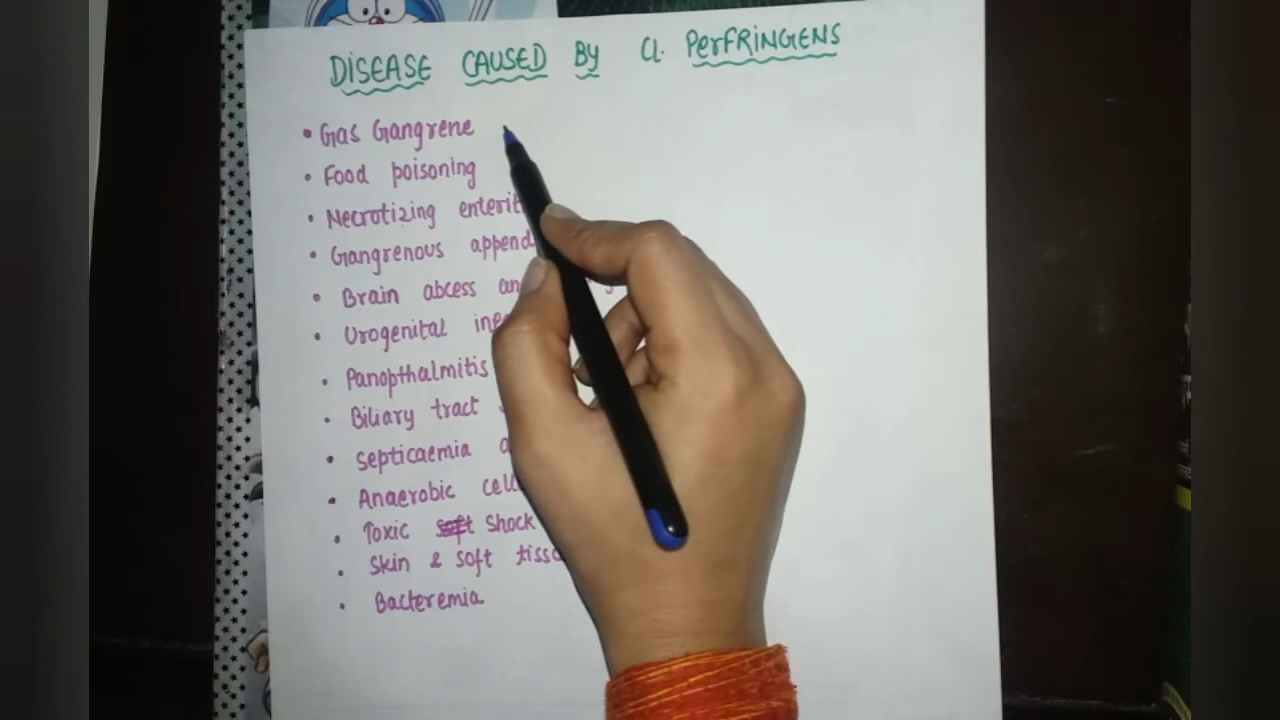 DISEASE CAUSED By Cl. PerFRINGENS
• Gas Gangrene
• Food poisoning
• Necrotizing
• Gangrenous
• Brain abcess
• Urogenital
• Panopthalmitis
• Biliary tract
• Septicaemia
• Anaerobic
• Toxic Shock
• Skin & soft
• Bacteremia